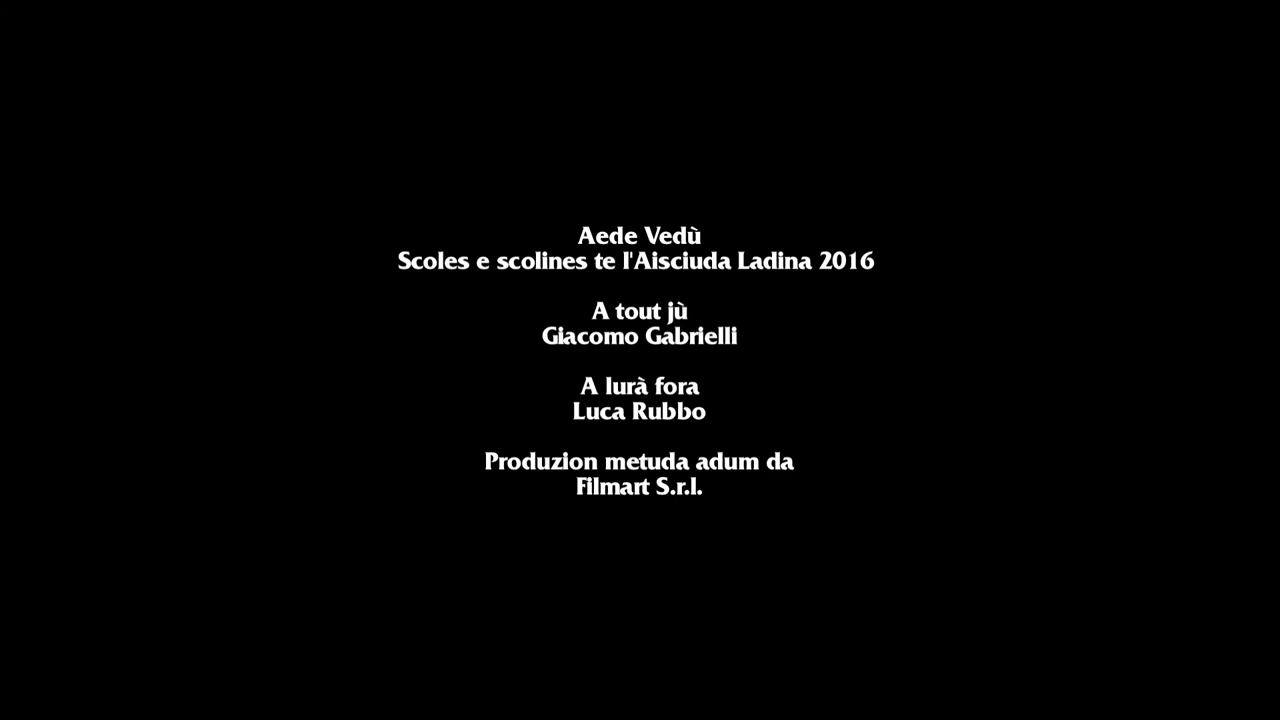 Aede Vedù
Scoles e scolines te l'Aisciuda Ladina 2016
A tout jù
Giacomo Gabrielli
A lurà fora
Luca Rubbo
Produzion metuda adum da
Filmart S.r.l.